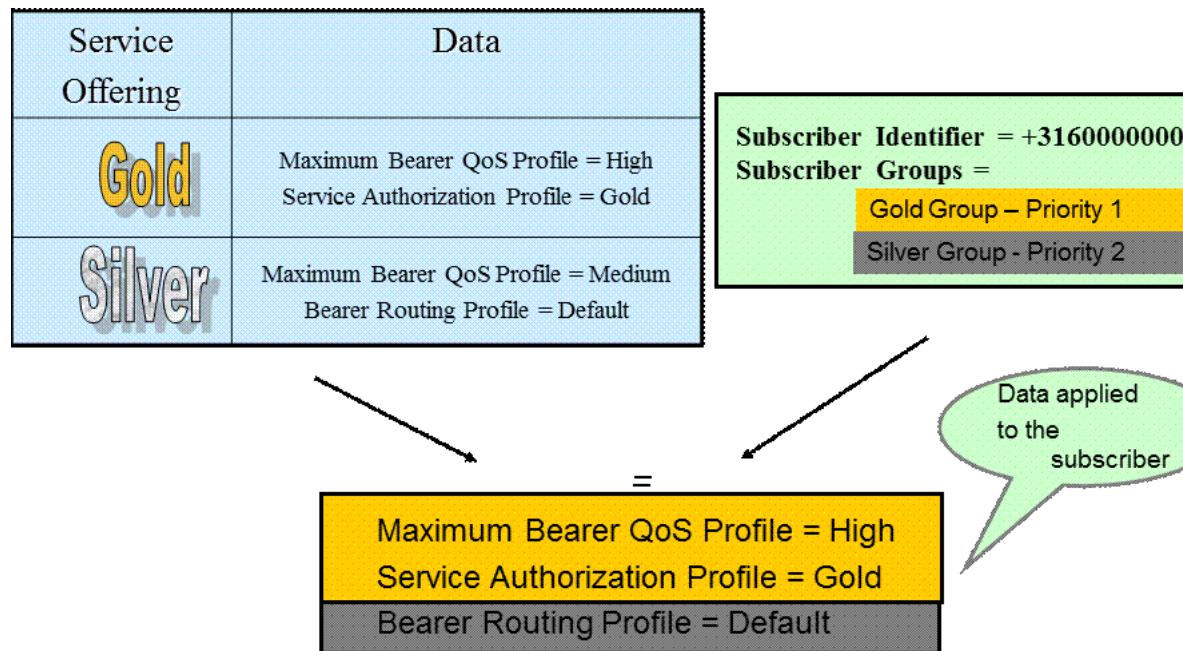 Service
Offering
Data
Gold
Maximum Bearer QoS Profile = High
Service Authorization Profile = Gold
Silver
Maximum Bearer QoS Profile = Medium
Bearer Routing Profile = Default
Subscriber Identifier = +3160000000
Subscriber Groups =
Gold Group – Priority 1
Silver Group - Priority 2
Data applied
to the
subscriber
=
Maximum Bearer QoS Profile = High
Service Authorization Profile = Gold
Bearer Routing Profile = Default